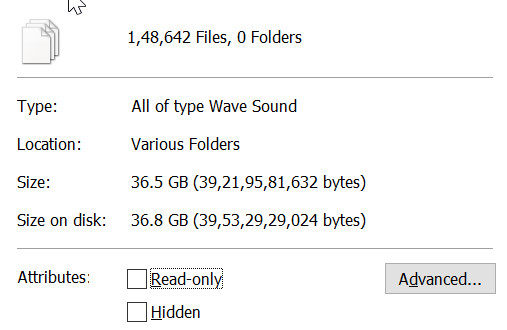 1,48,642 Files, 0 Folders
Type: All of type Wave Sound
Location: Various Folders
Size: 36.5 GB (39,21,95,81,632 bytes)
Size on disk: 36.8 GB (39,53,29,29,024 bytes)
Attributes: Read-only Advanced...
Hidden